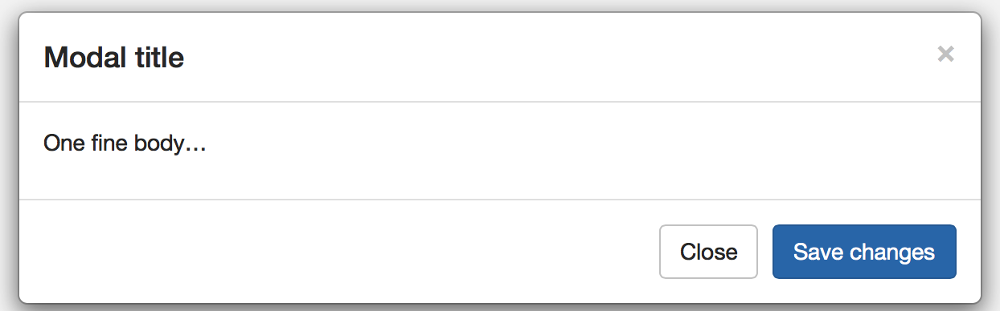 Modal title ×
One fine body…
Close Save changes